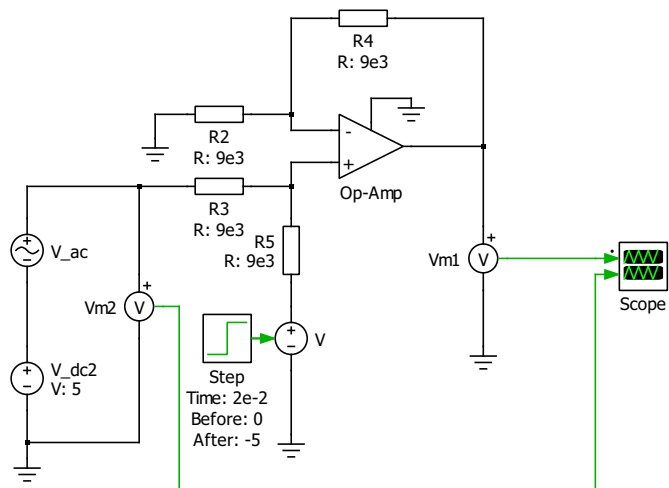 R4
R: 9e3
R2
R: 9e3
-
+
Op-Amp
R3
R: 9e3
R5
R: 9e3
V_ac
+
-
Vm2
+
V
Vm1
+
V
Scope
V
+
-
V_dc2
V: 5
+
-
Step
Time: 2e-2
Before: 0
After: -5